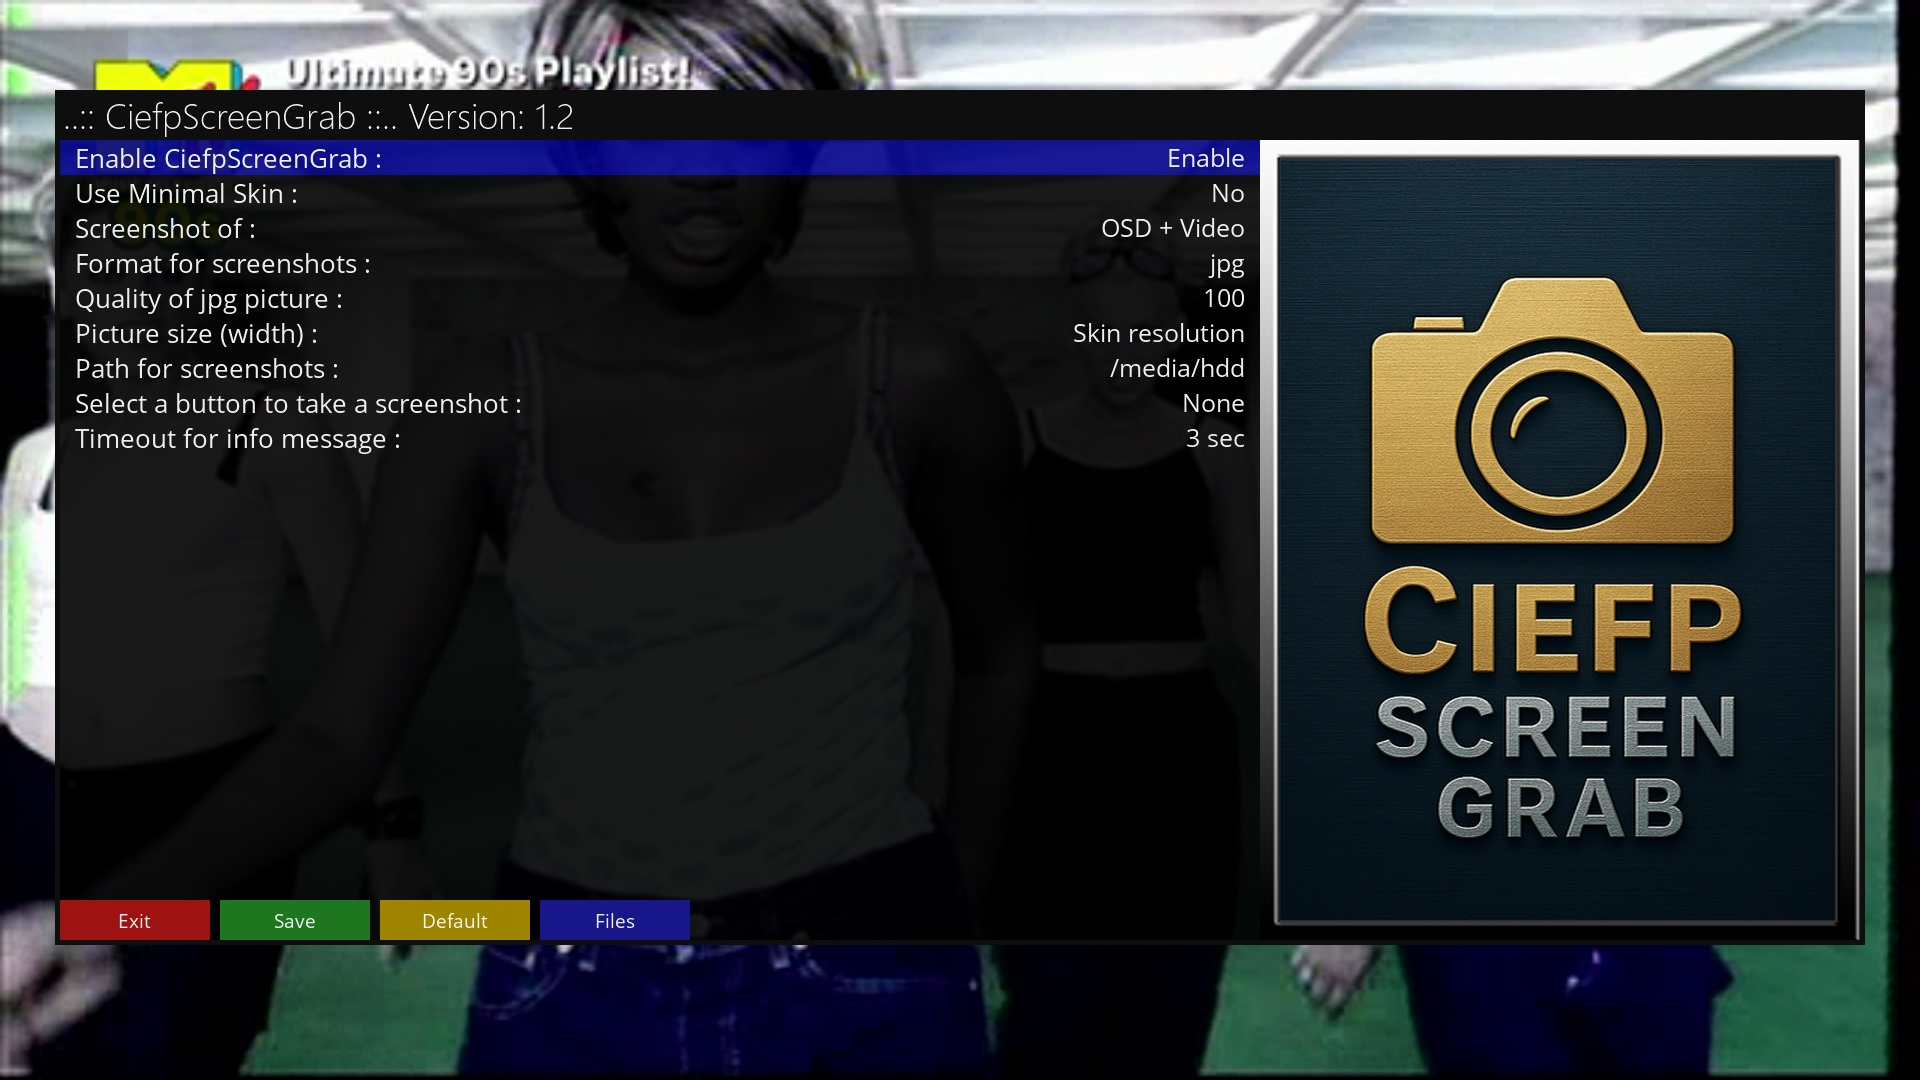 Ultimate 90s Playlist!
..:: CiefpScreenGrab ::.. Version: 1.2
Enable CiefpScreenGrab : Enable
Use Minimal Skin : No
Screenshot of : OSD + Video
Format for screenshots : jpg
Quality of jpg picture : 100
Picture size (width) : Skin resolution
Path for screenshots : /media/hdd
Select a button to take a screenshot : None
Timeout for info message : 3 sec
CIEFP
SCREEN
GRAB
Exit Save Default Files